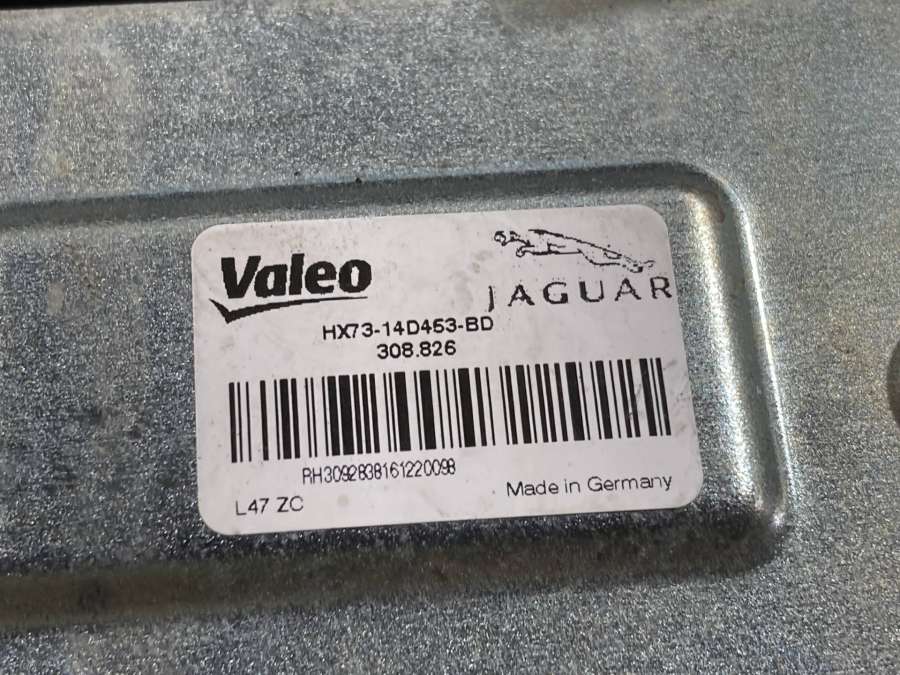 Valeo
JAGUAR
HX73-14D453-BD
308.826
RH3092838161220098
L47 ZC
Made in Germany